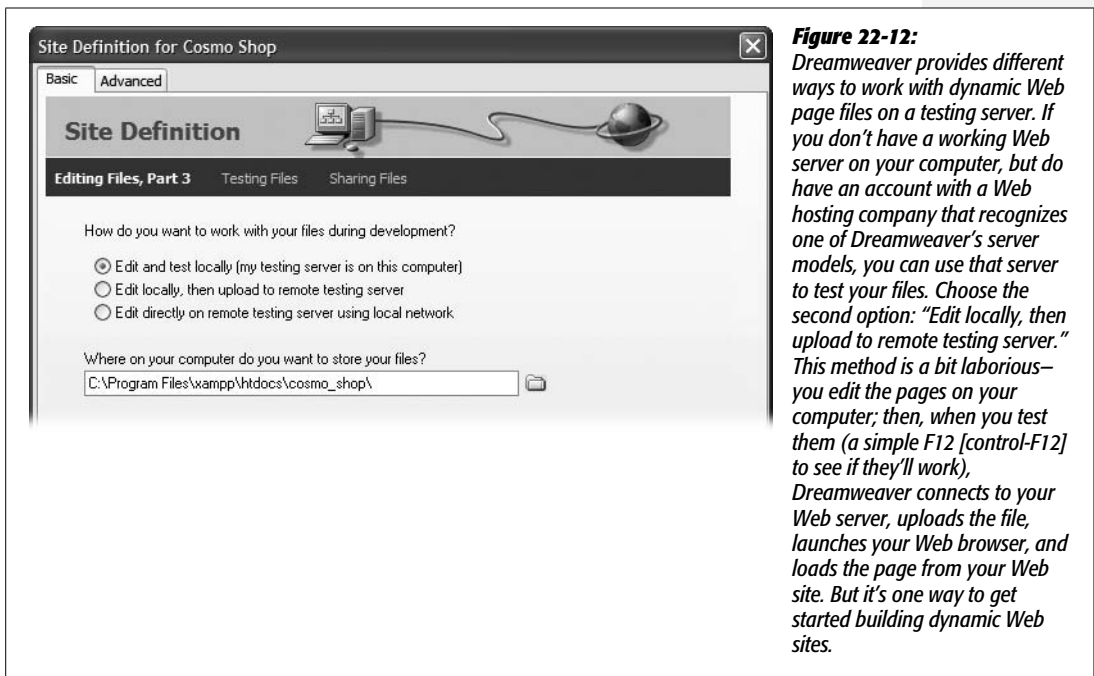 Site Definition for Cosmo Shop
Basic
Advanced
Site Definition
Editing Files, Part 3
Testing Files
Sharing Files
How do you want to work with your files during development?
Edit and test locally (my testing server is on this computer)
Edit locally, then upload to remote testing server
Edit directly on remote testing server using local network
Where on your computer do you want to store your files?
C:\Program Files\xampp\htdocs\cosmo_shop\
Figure 22-12:
Dreamweaver provides different
ways to work with dynamic Web
page files on a testing server. If
you don’t have a working Web
server on your computer, but do
have an account with a Web
hosting company that recognizes
one of Dreamweaver’s server
models, you can use that server
to test your files. Choose the
second option: “Edit locally, then
upload to remote testing server.”
This method is a bit laborious—
you edit the pages on your
computer; then, when you test
them (a simple F12 [control-F12]
to see if they’ll work),
Dreamweaver connects to your
Web server, uploads the file,
launches your Web browser, and
loads the page from your Web
site. But it’s one way to get
started building dynamic Web
sites.